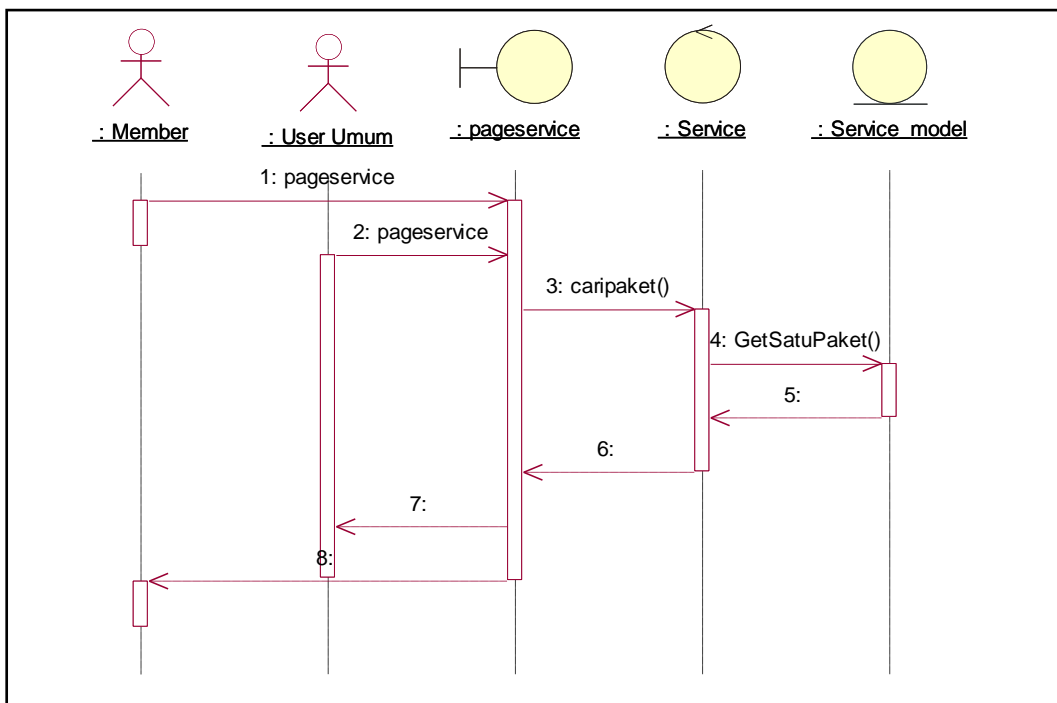 : Member
: User Umum
: pageservice
: Service
: Service_model
1: pageservice
2: pageservice
3: caripaket()
4: GetSatuPaket()
5:
6:
7:
8: